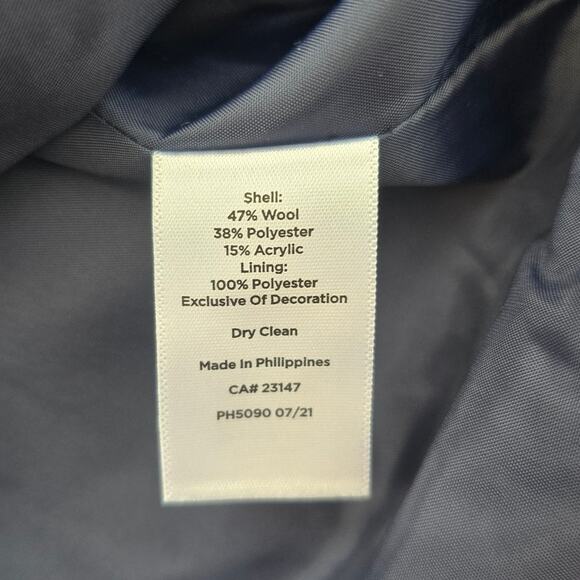 Shell:
47% Wool
38% Polyester
15% Acrylic
Lining:
100% Polyester
Exclusive Of Decoration
Dry Clean
Made In Philippines
CA# 23147
PH5090 07/21